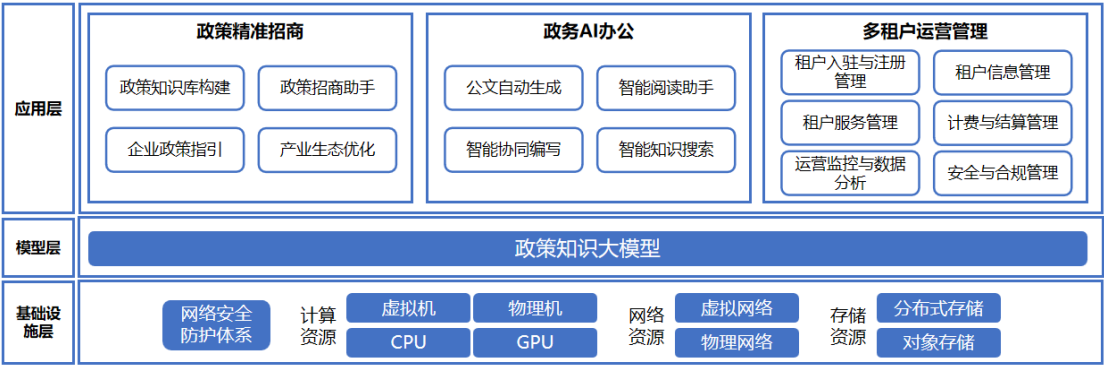 应用层
政策精准招商
政策知识库构建
政策招商助手
企业政策指引
产业生态优化
政务AI办公
公文自动生成
智能阅读助手
智能协同编写
智能知识搜索
多租户运营管理
租户入驻与注册
管理
租户信息管理
租户服务管理
计费与结算管理
运营监控与数据
分析
安全与合规管理
模型层
政策知识大模型
基础设
施层
网络安全
防护体系
计算
资源
虚拟机
物理机
CPU
GPU
网络
资源
虚拟网络
物理网络
存储
资源
分布式存储
对象存储